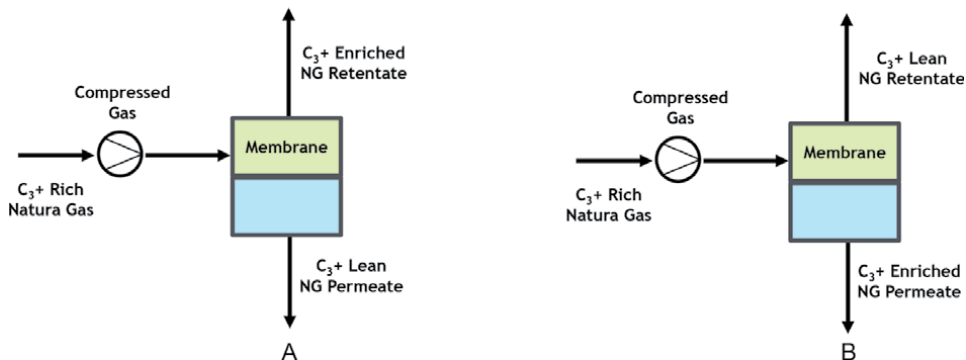 C₃+ Enriched
NG Retentate
Compressed
Gas
Membrane
C₃+ Rich
Natura Gas
C₃+ Lean
NG Permeate
A
C₃+ Lean
NG Retentate
Compressed
Gas
Membrane
C₃+ Rich
Natura Gas
C₃+ Enriched
NG Permeate
B